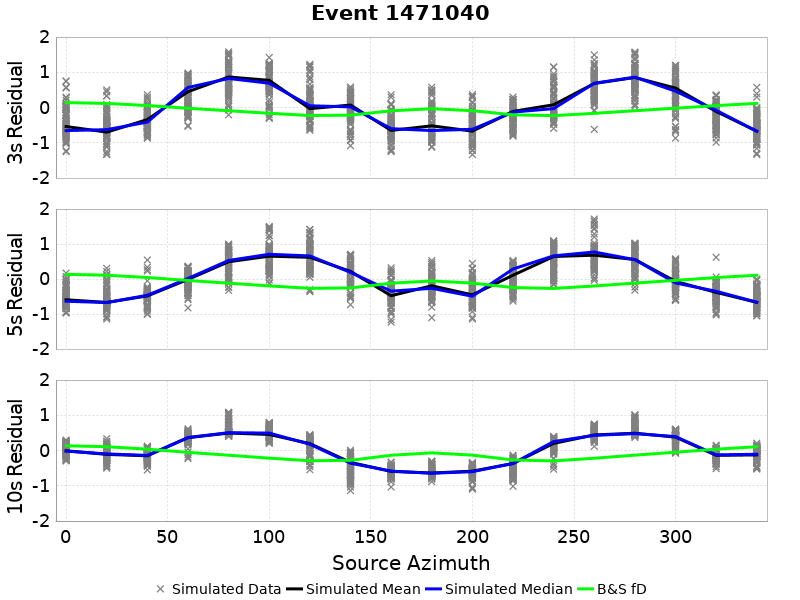 Event 1471040
3s Residual
2
1
0
-1
-2
5s Residual
2
1
0
-1
-2
10s Residual
2
1
0
-1
-2
0 50 100 150 200 250 300
Source Azimuth
Simulated Data Simulated Mean Simulated Median B&S fD